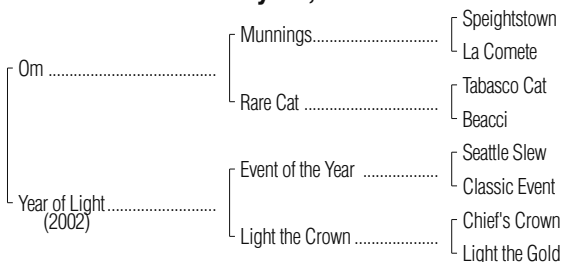 Speightstown
Munnings
La Comete
Om
Tabasco Cat
Rare Cat
Beacci
Seattle Slew
Event of the Year
Classic Event
Year of Light
(2002)
Chief's Crown
Light the Crown
Light the Gold